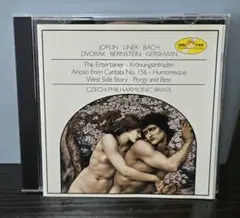 JOPLIN · LINEK · BACH
DVORAK · BERNSTEIN · GERSHWIN
The Entertainer · Krönungsintraden
Arioso from Cantata No. 156 · Humoresque
West Side Story · Porgy and Bess
CZECH PHILHARMONIC BRASS